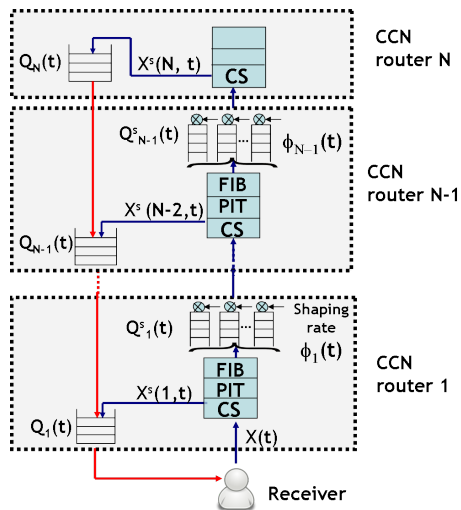 CCN
router N
Q_N(t)
X^s(N, t)
CS
Q^s_{N-1}(t)
...
ϕ_{N-1}(t)
CCN
router N-1
FIB
PIT
CS
X^s(N-2,t)
Q_{N-1}(t)
Q^s_1(t)
...
Shaping
rate
ϕ_1(t)
CCN
router 1
FIB
PIT
CS
X^s(1,t)
Q_1(t)
X(t)
Receiver